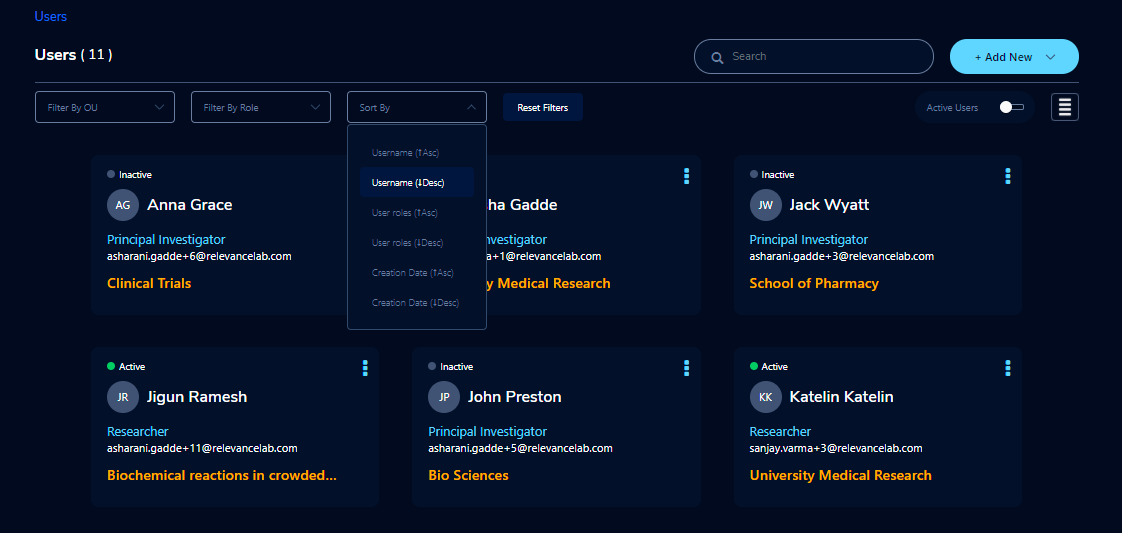 Users
Users ( 11 )
Search
+ Add New
Filter By OU
Filter By Role
Sort By
Reset Filters
Active Users
Username (↑Asc)
Username (↓Desc)
User roles (↑Asc)
User roles (↓Desc)
Creation Date (↑Asc)
Creation Date (↓Desc)
Inactive
AG
Anna Grace
Principal Investigator
asharani.gadde+6@relevancelab.com
Clinical Trials
ha Gadde
vestigator
a+1@relevancelab.com
y Medical Research
Inactive
JW
Jack Wyatt
Principal Investigator
asharani.gadde+3@relevancelab.com
School of Pharmacy
Active
JR
Jigun Ramesh
Researcher
asharani.gadde+11@relevancelab.com
Biochemical reactions in crowded...
Inactive
JP
John Preston
Principal Investigator
asharani.gadde+5@relevancelab.com
Bio Sciences
Active
KK
Katelin Katelin
Researcher
sanjay.varma+3@relevancelab.com
University Medical Research